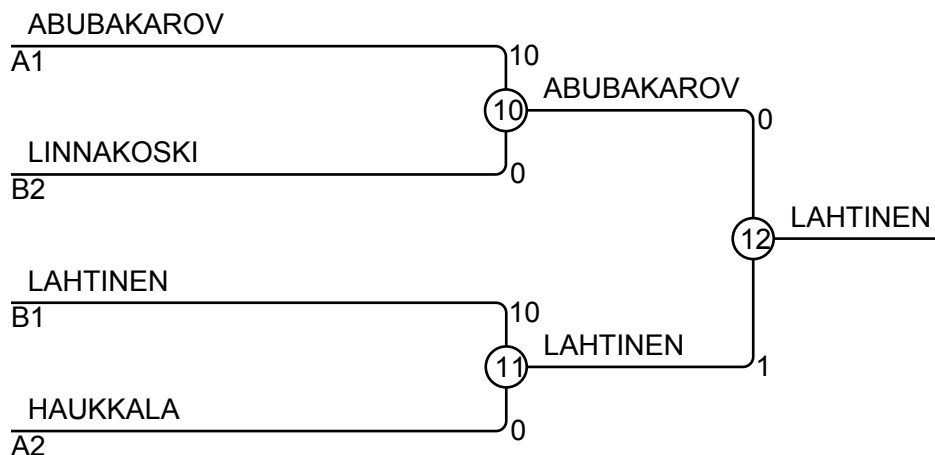 ABUBAKAROV
A1
10
10
ABUBAKAROV
0
LINNAKOSKI
B2
0
12
LAHTINEN
LAHTINEN
B1
10
11
LAHTINEN
1
HAUKKALA
A2
0